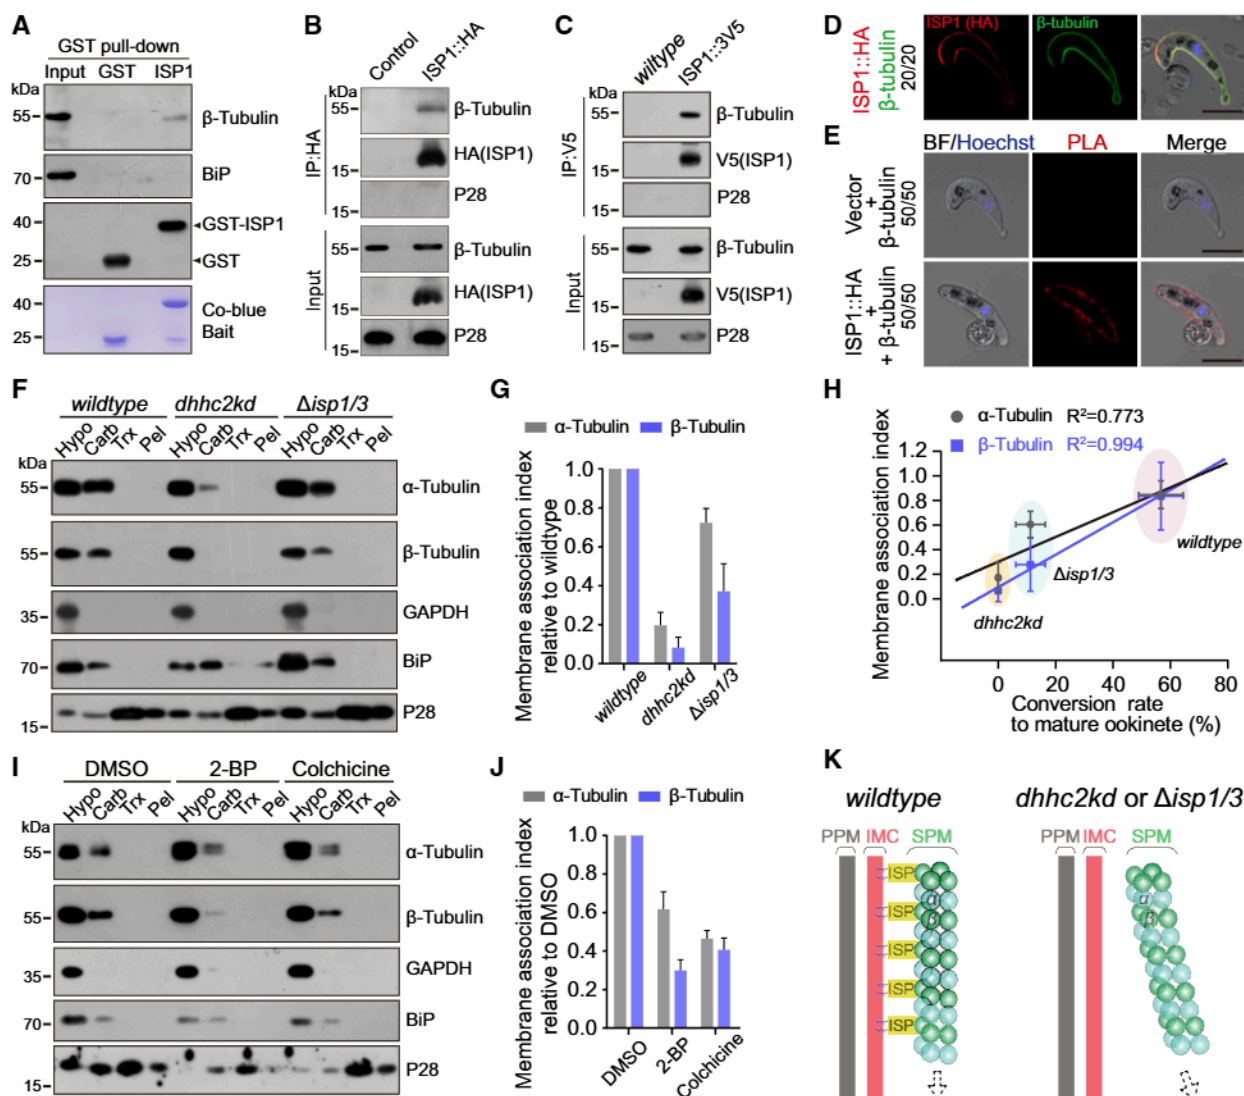 A
GST pull-down
Input GST ISP1
kDa
55
β-Tubulin
70
BiP
40
GST-ISP1
25
GST
40
25
Co-blue
Bait
B
Control
ISP1::HA
kDa
IP:HA
55
β-Tubulin
15
HA(ISP1)
15
P28
Input
55
β-Tubulin
HA(ISP1)
15
P28
C
wiltype
ISP1::3V5
kDa
IP:V5
55
β-Tubulin
15
V5(ISP1)
15
P28
Input
55
β-Tubulin
V5(ISP1)
15
P28
D
ISP1::HA
β-tubulin
20/20
ISP1 (HA)
β-tubulin
E
BF/Hoechst
PLA
Merge
Vector
+
β-tubulin
50/50
ISP1::HA
+
β-tubulin
50/50
F
wildtype
dhhc2kd
Δisp1/3
Hypo Carb Trx Pel Hypo Carb Trx Pel Hypo Carb Trx Pel
kDa
55
α-Tubulin
55
β-Tubulin
35
GAPDH
70
BiP
15
P28
G
α-Tubulin
β-Tubulin
Membrane association index
relative to wildtype
1.0
0.8
0.6
0.4
0.2
0.0
wildtype
dhhc2kd
Δisp1/3
H
α-Tubulin R²=0.773
β-Tubulin R²=0.994
Membrane association index
1.2
1.0
0.8
0.6
0.4
0.2
0.0
wildtype
Δisp1/3
dhhc2kd
0 20 40 60 80
Conversion rate
to mature ookinete (%)
I
DMSO
2-BP
Colchicine
Hypo Carb Trx Pel Hypo Carb Trx Pel Hypo Carb Trx Pel
kDa
55
α-Tubulin
55
β-Tubulin
35
GAPDH
70
BiP
15
P28
J
α-Tubulin
β-Tubulin
Membrane association index
relative to DMSO
1.0
0.8
0.6
0.4
0.2
0.0
DMSO
2-BP
Colchicine
K
wildtype
dhhc2kd or Δisp1/3
PPM IMC SPM
PPM IMC SPM
ISP
α
β
ISP
ISP
ISP
ISP
α
β